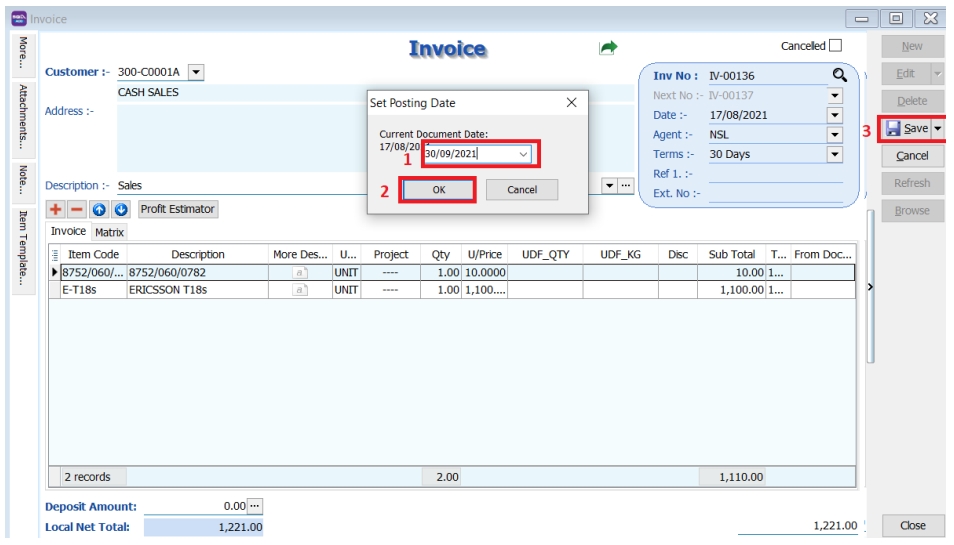 Invoice
More...
Attachments...
Note...
Item Template...
Invoice
Cancelled
Customer :- 300-C0001A
CASH SALES
Address :-
Inv No : IV-00136
Next No :- IV-00137
Date :- 17/08/2021
Agent :- NSL
Terms :- 30 Days
Ref 1. :-
Ext. No :-
Set Posting Date
Current Document Date:
17/08/20
1 30/09/2021
2 OK Cancel
Description :- Sales
Profit Estimator
Invoice Matrix
Item Code Description More Des... U... Project Qty U/Price UDF_QTY UDF_KG Disc Sub Total T... From Doc...
8752/060/... 8752/060/0782 UNIT ---- 1.00 10.0000 10.00 1...
E-T18s ERICSSON T18s UNIT ---- 1.00 1,100.... 1,100.00 1...
2 records 2.00 1,110.00
Deposit Amount: 0.00 ...
Local Net Total: 1,221.00 1,221.00
New
Edit
Delete
3 Save
Cancel
Refresh
Browse
Close